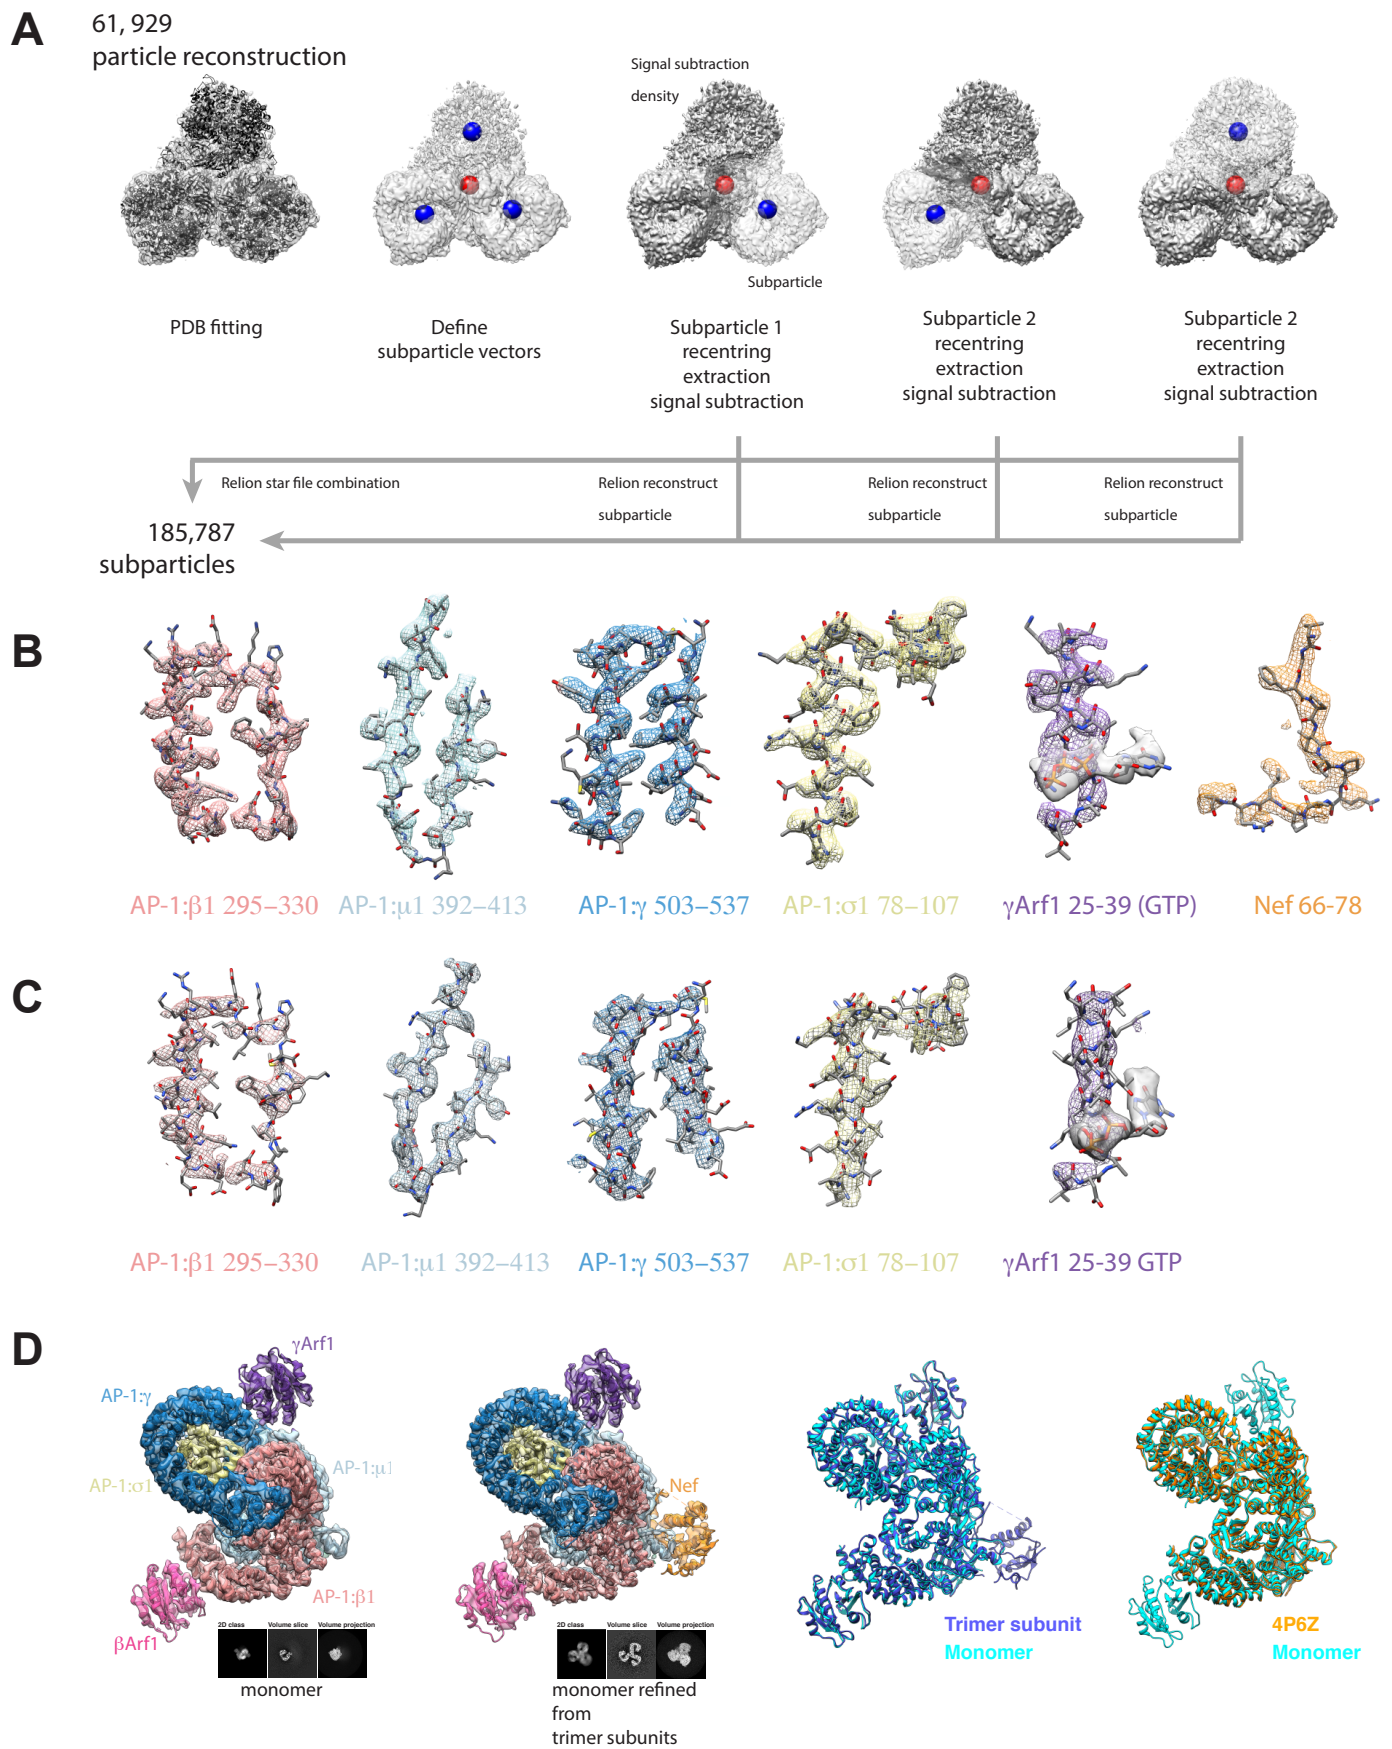 A
61, 929
particle reconstruction
Signal subtraction
density
Subparticle
PDB fitting
Define
subparticle vectors
Subparticle 1
recentring
extraction
signal subtraction
Subparticle 2
recentring
extraction
signal subtraction
Subparticle 2
recentring
extraction
signal subtraction
Relion star file combination
Relion reconstruct
subparticle
Relion reconstruct
subparticle
Relion reconstruct
subparticle
185,787
subparticles
B
AP-1:β1 295–330
AP-1:μ1 392–413
AP-1:γ 503–537
AP-1:σ1 78–107
γArf1 25-39 (GTP)
Nef 66-78
C
AP-1:β1 295–330
AP-1:μ1 392–413
AP-1:γ 503–537
AP-1:σ1 78–107
γArf1 25-39 GTP
D
γArf1
AP-1:γ
AP-1:μ1
AP-1:σ1
AP-1:β1
βArf1
2D class
Volume slice
Volume projection
monomer
Nef
2D class
Volume slice
Volume projection
monomer refined
from
trimer subunits
Trimer subunit
Monomer
4P6Z
Monomer